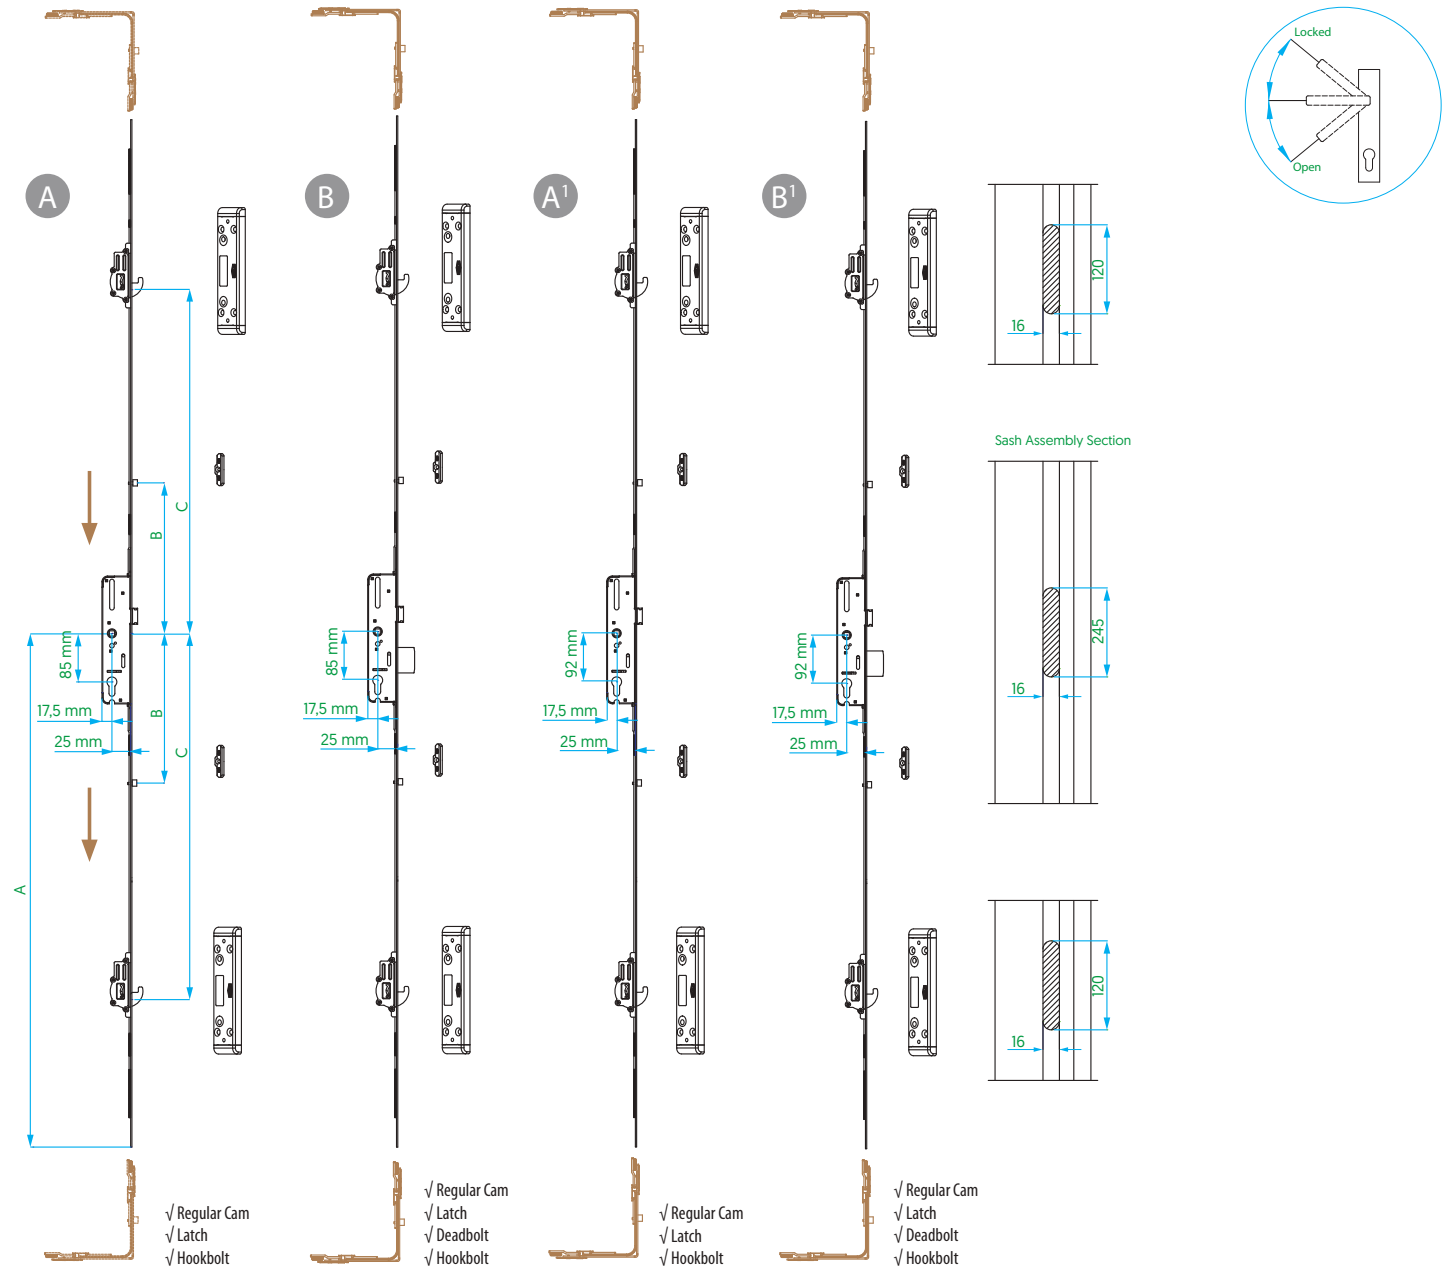 Locked
Open
A
B
A¹
B¹
120
16
Sash Assembly Section
C
B
85 mm
17,5 mm
25 mm
B
C
A
85 mm
17,5 mm
25 mm
92 mm
17,5 mm
25 mm
92 mm
17,5 mm
25 mm
245
16
120
16
√ Regular Cam
√ Latch
√ Hookbolt
√ Regular Cam
√ Latch
√ Deadbolt
√ Hookbolt
√ Regular Cam
√ Latch
√ Hookbolt
√ Regular Cam
√ Latch
√ Deadbolt
√ Hookbolt